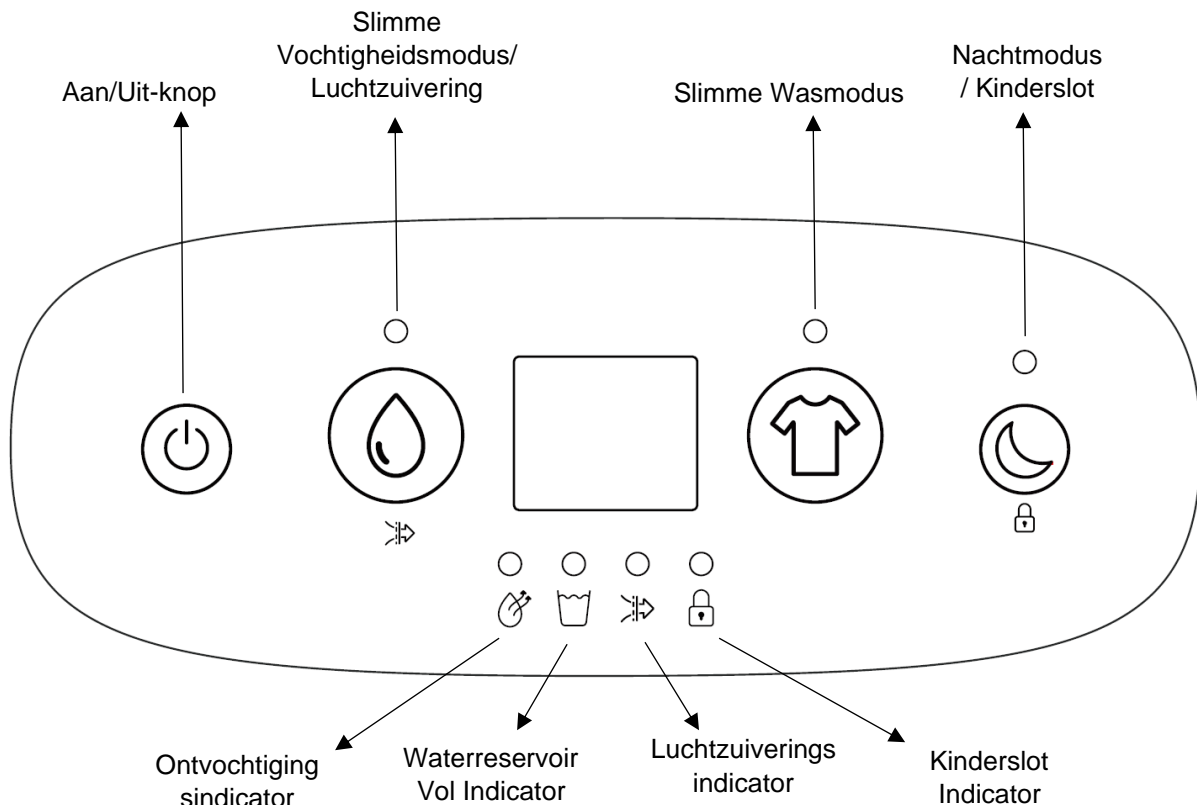 Slimme
Vochtigheidsmodus/
Luchtzuivering
Aan/Uit-knop
Slimme Wasmodus
Nachtmodus
/ Kinderslot
Ontvochtiging
sindicator
Waterreservoir
Vol Indicator
Luchtzuiverings
indicator
Kinderslot
Indicator